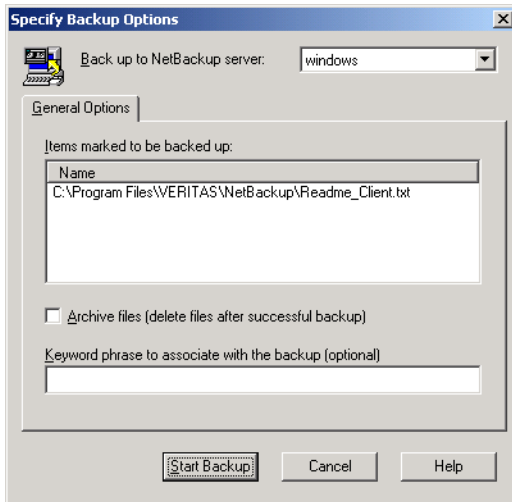 Specify Backup Options
Back up to NetBackup server: windows
General Options
Items marked to be backed up:
Name
C:\Program Files\VERITAS\NetBackup\Readme_Client.txt
Archive files (delete files after successful backup)
Keyword phrase to associate with the backup (optional)
Start Backup Cancel Help